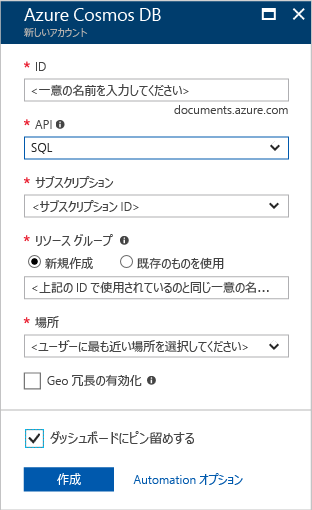 Azure Cosmos DB
新しいアカウント
* ID
<一意の名前を入力してください>
documents.azure.com
* API
SQL
* サブスクリプション
<サブスクリプション ID>
* リソース グループ
新規作成 既存のものを使用
<上記の ID で使用されているのと同じ一意の名...
* 場所
<ユーザーに最も近い場所を選択してください>
Geo 冗長の有効化
ダッシュボードにピン留めする
作成 Automation オプション